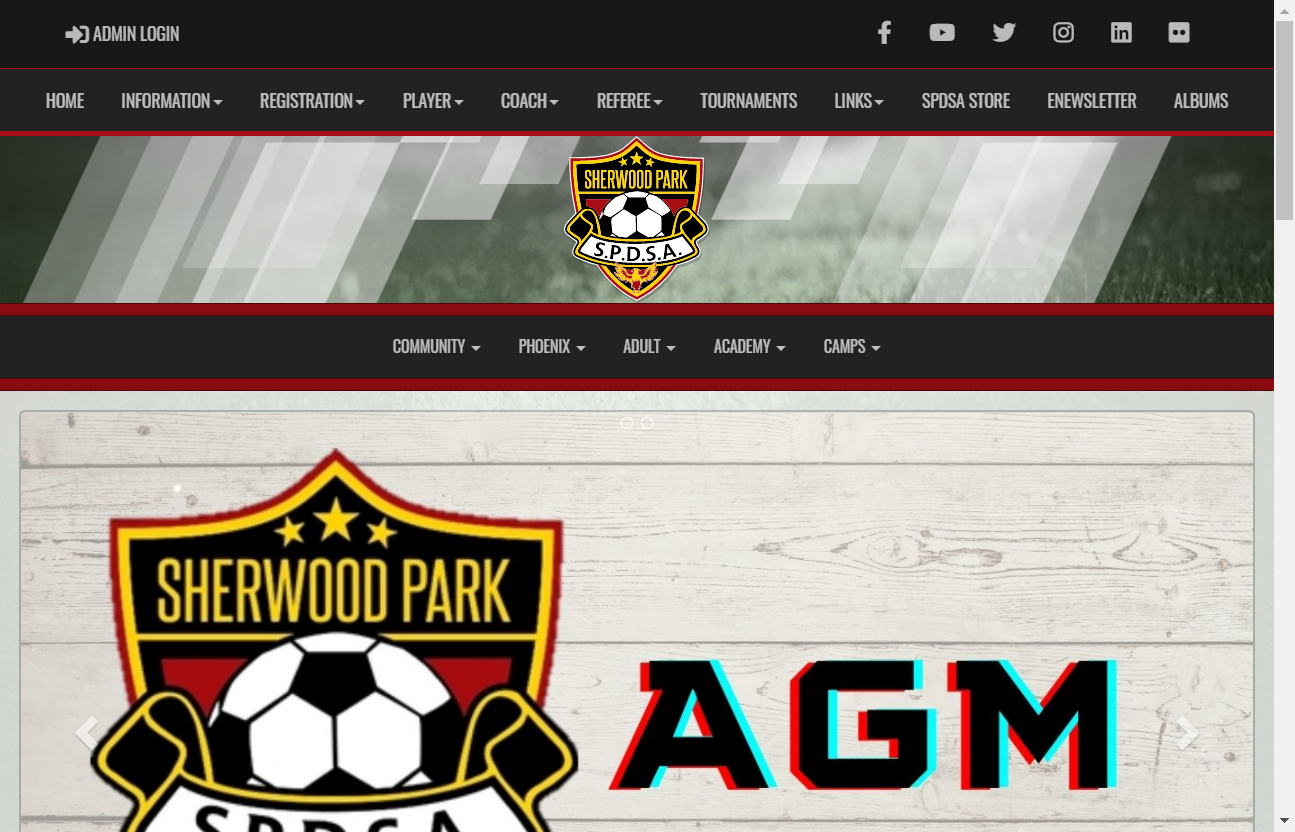 ADMIN LOGIN
HOME INFORMATION REGISTRATION PLAYER COACH REFEREE TOURNAMENTS LINKS SPDSA STORE ENEWSLETTER ALBUMS
SHERWOOD PARK
S.P.D.S.A.
COMMUNITY PHOENIX ADULT ACADEMY CAMPS
SHERWOOD PARK
AGM
S.P.D.S.A.